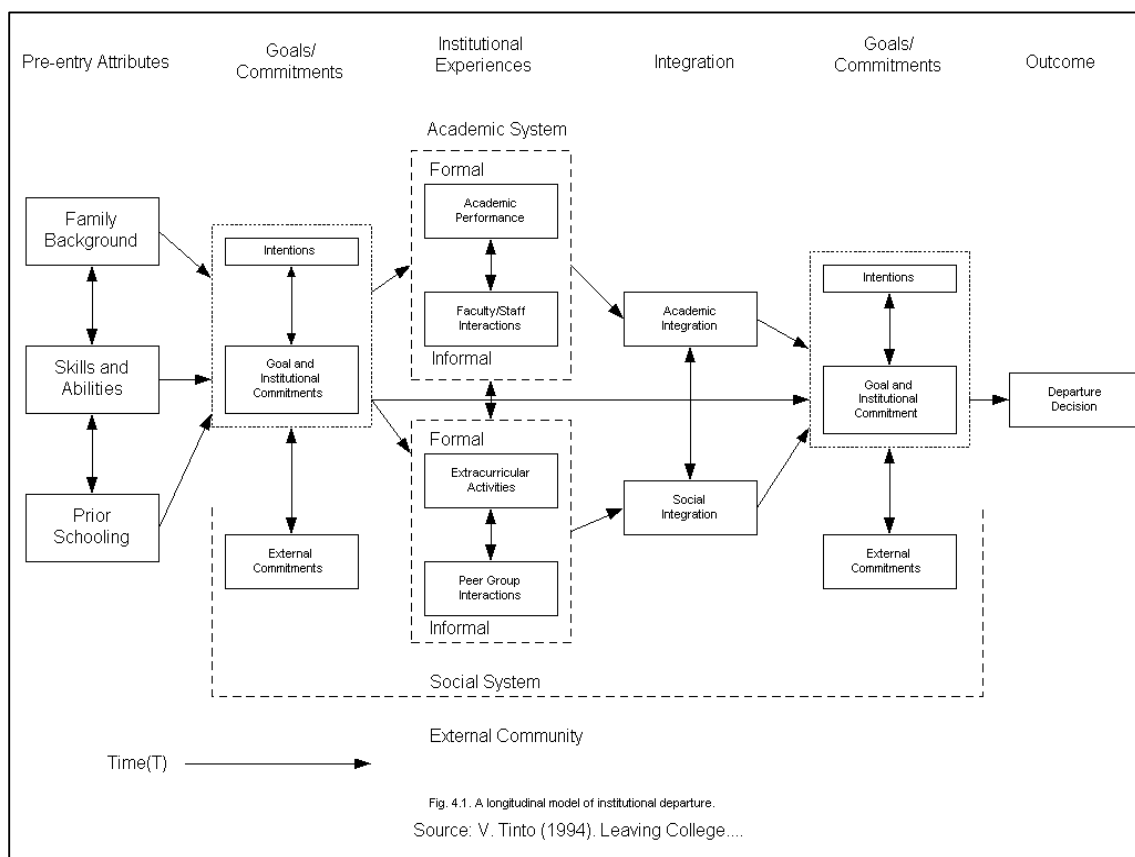 Pre-entry Attributes
Goals/
Commitments
Institutional
Experiences
Integration
Goals/
Commitments
Outcome
Academic System
Formal
Academic
Performance
Faculty/Staff
Interactions
Informal
Family
Background
Skills and
Abilities
Prior
Schooling
Intentions
Goal and
Institutional
Commitments
External
Commitments
Formal
Extracurricular
Activities
Peer Group
Interactions
Informal
Social System
Academic
Integration
Social
Integration
Intentions
Goal and
Institutional
Commitment
External
Commitments
Departure
Decision
External Community
Time(T)
Fig. 4.1. A longitudinal model of institutional departure.
Source: V. Tinto (1994). Leaving College....